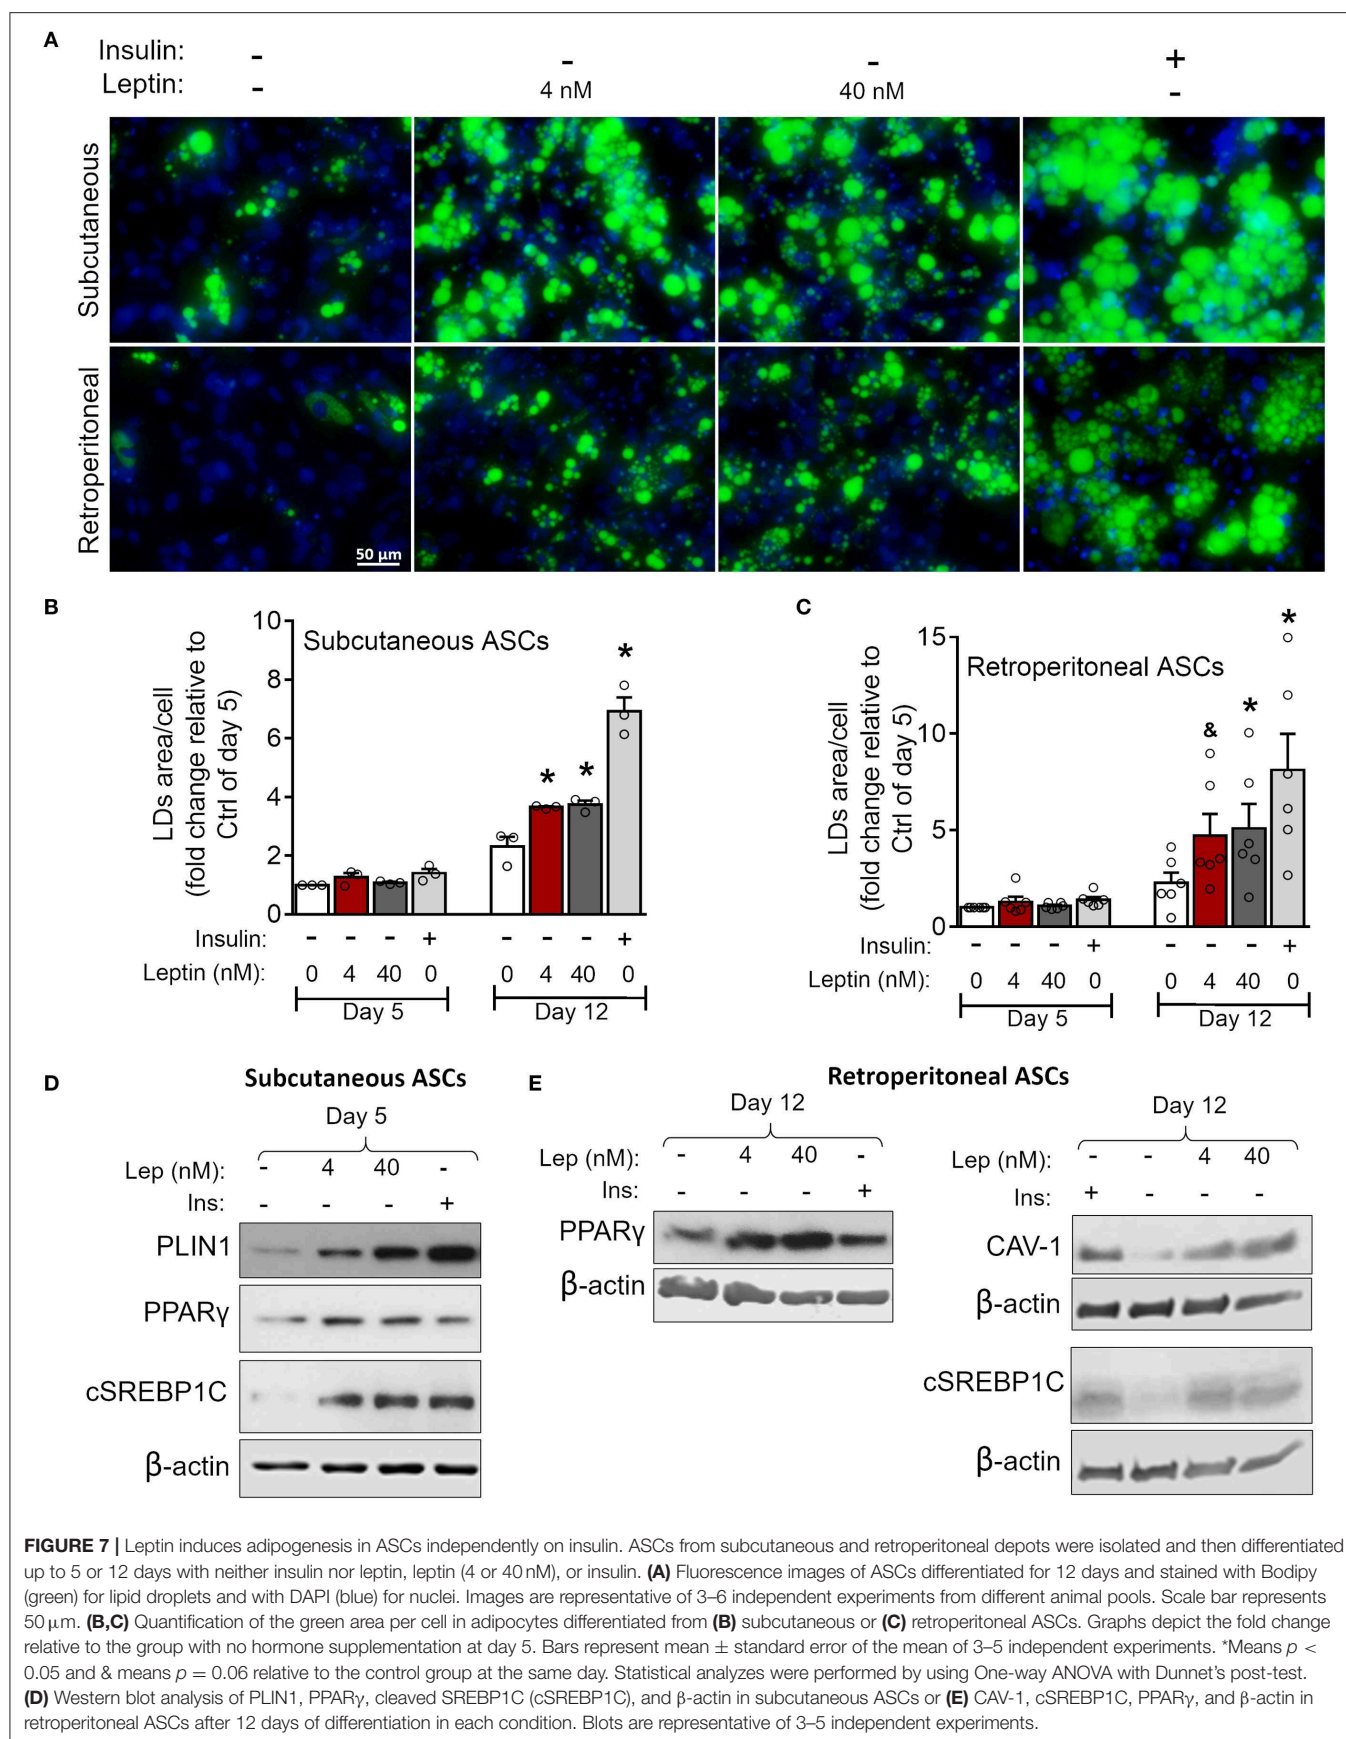 A
Insulin: - - - +
Leptin: - 4 nM 40 nM -
Subcutaneous
Retroperitoneal
50 µm
B
LDs area/cell
(fold change relative to
Ctrl of day 5)
10
8
6
4
2
0
Subcutaneous ASCs
* * *
Insulin: - - - + - - - +
Leptin (nM): 0 4 40 0 0 4 40 0
Day 5 Day 12
C
LDs area/cell
(fold change relative to
Ctrl of day 5)
15
10
5
0
Retroperitoneal ASCs
& * *
Insulin: - - - + - - - +
Leptin (nM): 0 4 40 0 0 4 40 0
Day 5 Day 12
D
Subcutaneous ASCs
Day 5
Lep (nM): - 4 40 -
Ins: - - - +
PLIN1
PPARγ
cSREBP1C
β-actin
E
Retroperitoneal ASCs
Day 12
Lep (nM): - 4 40 -
Ins: - - - +
PPARγ
β-actin
Day 12
Lep (nM): - - 4 40
Ins: + - - -
CAV-1
β-actin
cSREBP1C
β-actin
FIGURE 7 | Leptin induces adipogenesis in ASCs independently on insulin. ASCs from subcutaneous and retroperitoneal depots were isolated and then differentiated
up to 5 or 12 days with neither insulin nor leptin, leptin (4 or 40 nM), or insulin. (A) Fluorescence images of ASCs differentiated for 12 days and stained with Bodipy
(green) for lipid droplets and with DAPI (blue) for nuclei. Images are representative of 3–6 independent experiments from different animal pools. Scale bar represents
50 µm. (B,C) Quantification of the green area per cell in adipocytes differentiated from (B) subcutaneous or (C) retroperitoneal ASCs. Graphs depict the fold change
relative to the group with no hormone supplementation at day 5. Bars represent mean ± standard error of the mean of 3–5 independent experiments. *Means p <
0.05 and & means p = 0.06 relative to the control group at the same day. Statistical analyzes were performed by using One-way ANOVA with Dunnet's post-test.
(D) Western blot analysis of PLIN1, PPARγ, cleaved SREBP1C (cSREBP1C), and β-actin in subcutaneous ASCs or (E) CAV-1, cSREBP1C, PPARγ, and β-actin in
retroperitoneal ASCs after 12 days of differentiation in each condition. Blots are representative of 3–5 independent experiments.